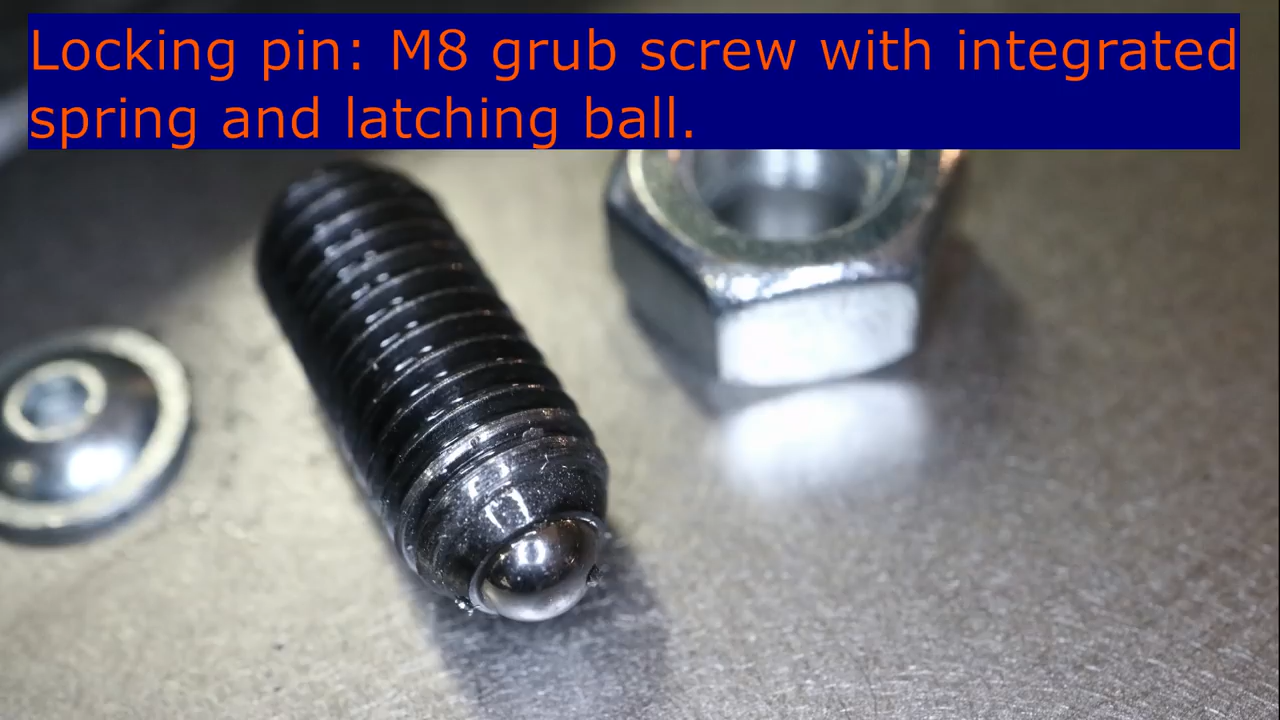 Locking pin: M8 grub screw with integrated
spring and latching ball.